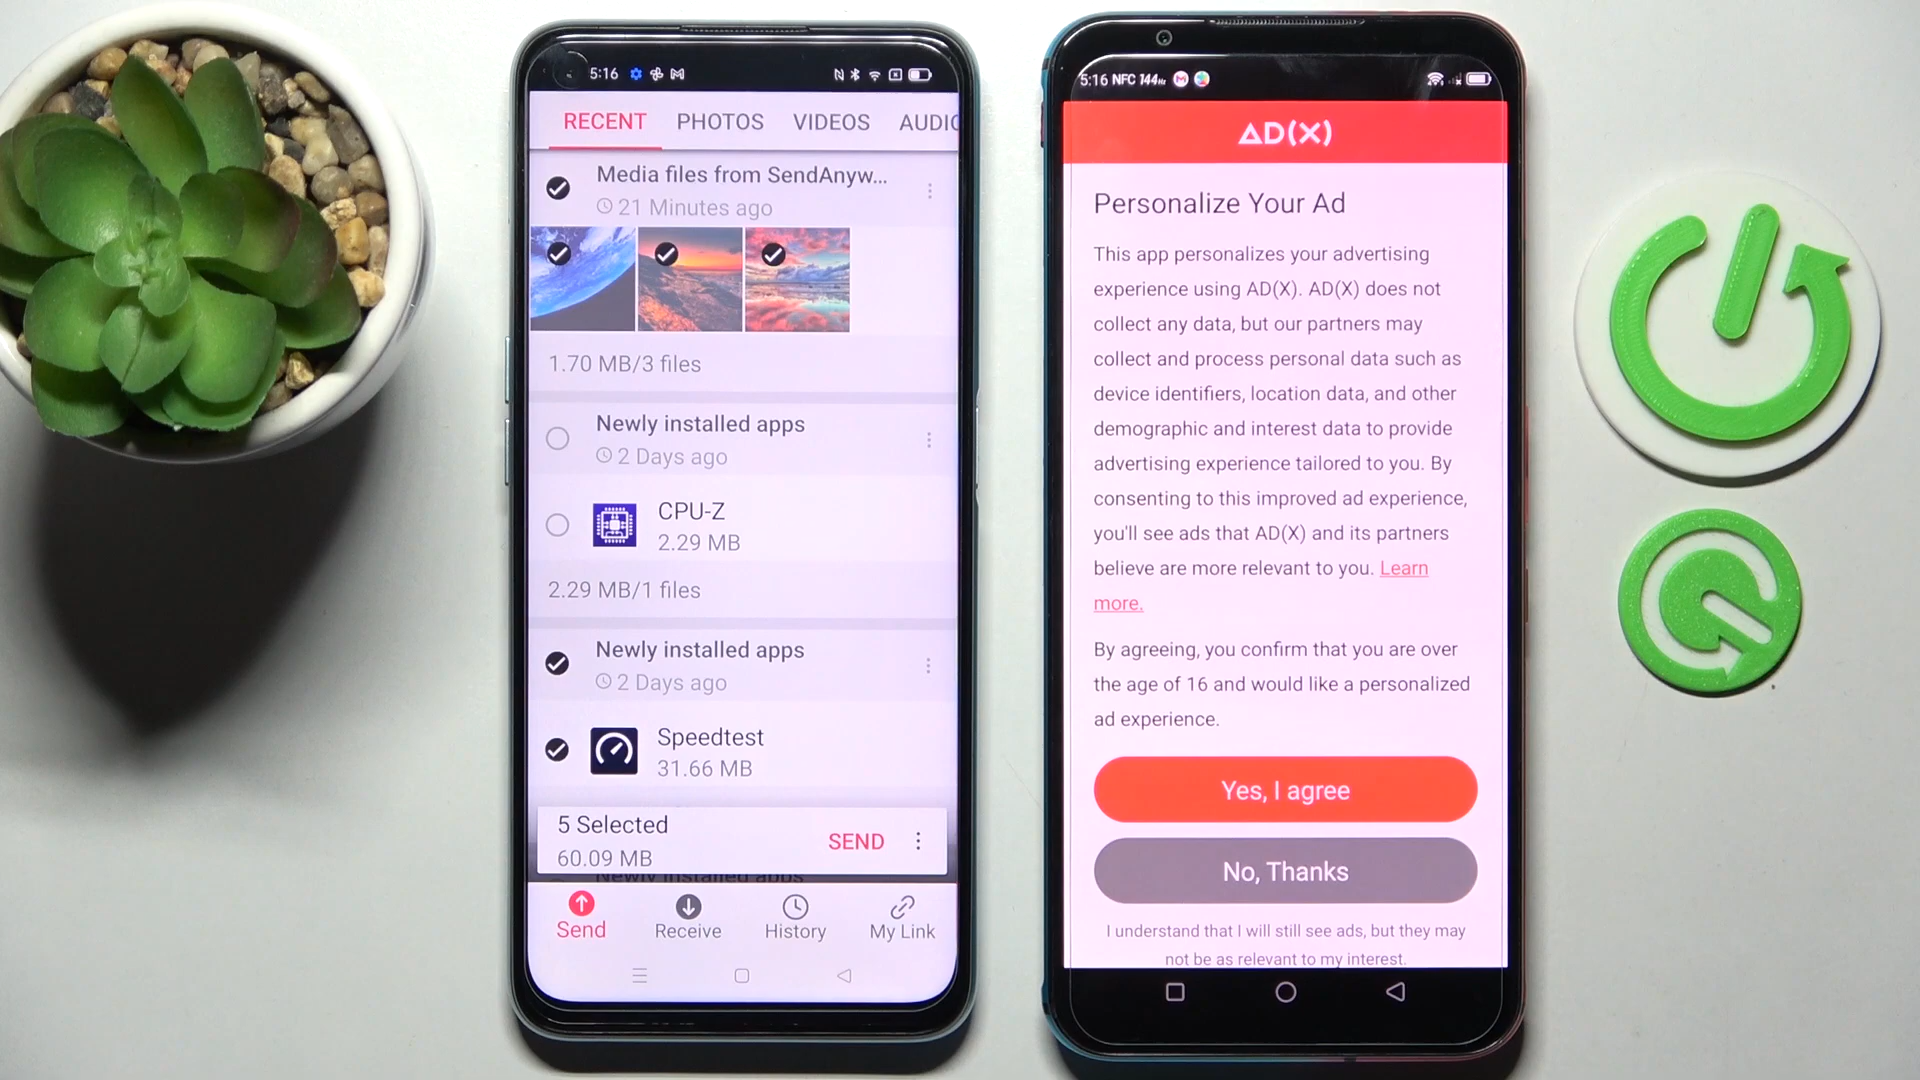 5:16
RECENT PHOTOS VIDEOS AUDIO
Media files from SendAnyw...
21 Minutes ago
1.70 MB/3 files
Newly installed apps
2 Days ago
CPU-Z
2.29 MB
2.29 MB/1 files
Newly installed apps
2 Days ago
Speedtest
31.66 MB
5 Selected
60.09 MB
SEND
Newly installed apps
Send Receive History My Link
5:16 NFC 144Hz
AD(X)
Personalize Your Ad
This app personalizes your advertising
experience using AD(X). AD(X) does not
collect any data, but our partners may
collect and process personal data such as
device identifiers, location data, and other
demographic and interest data to provide
advertising experience tailored to you. By
consenting to this improved ad experience,
you'll see ads that AD(X) and its partners
believe are more relevant to you. Learn
more.
By agreeing, you confirm that you are over
the age of 16 and would like a personalized
ad experience.
Yes, I agree
No, Thanks
I understand that I will still see ads, but they may
not be as relevant to my interest.